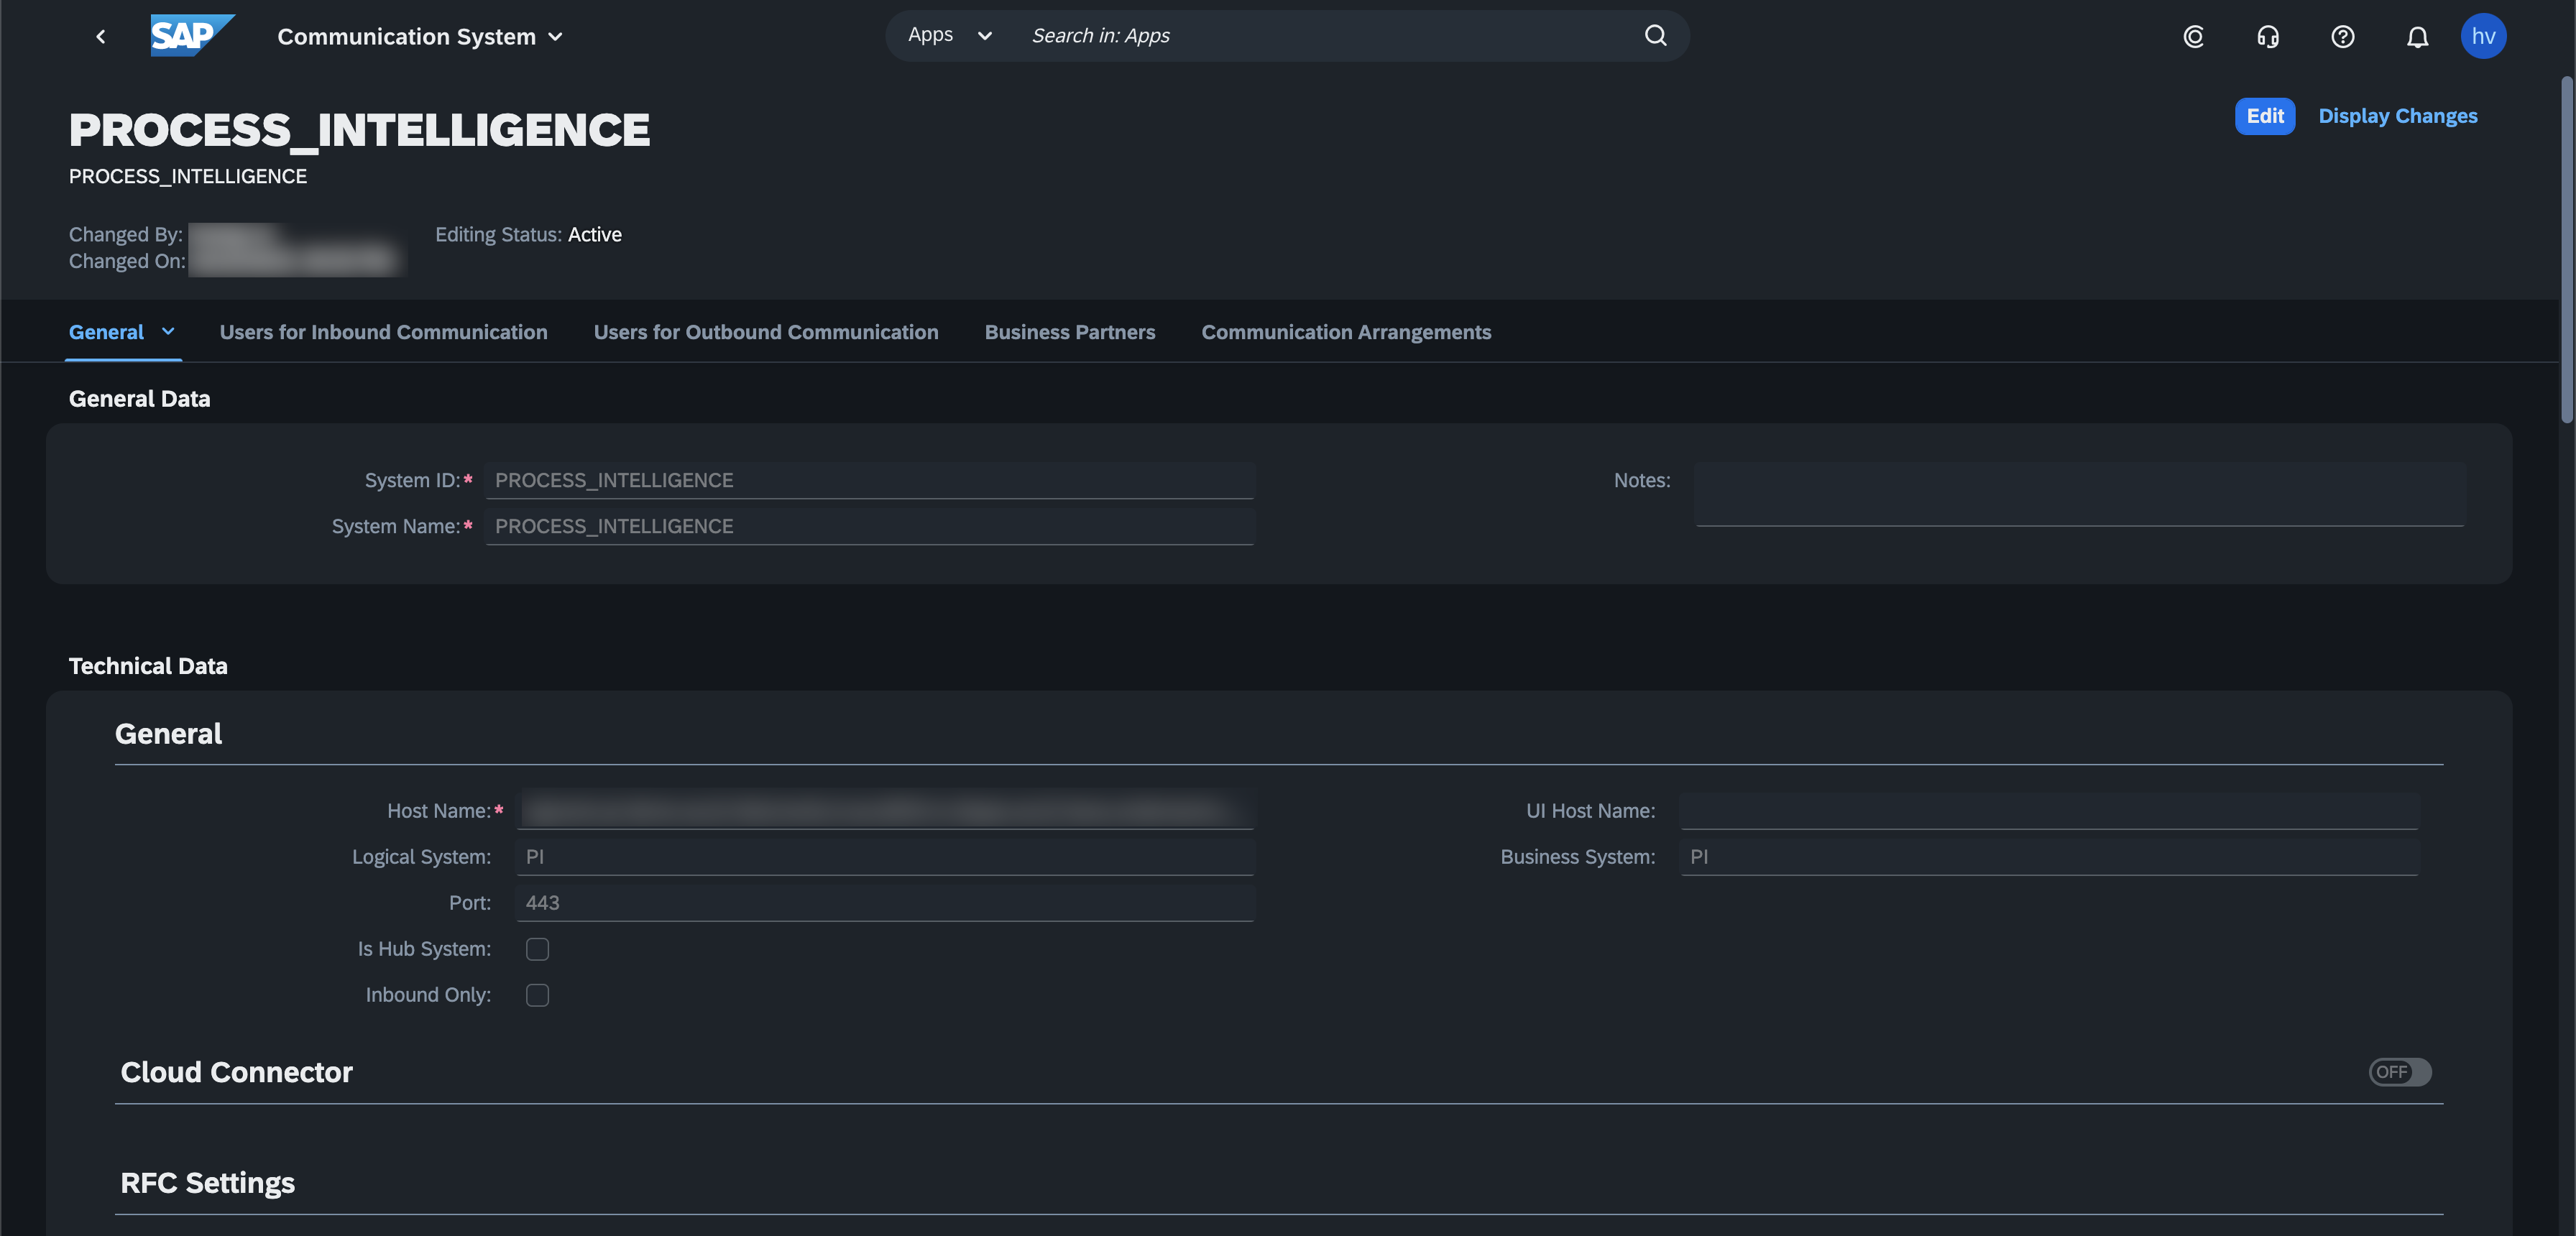 SAP
Communication System
Apps
Search in: Apps
hv
PROCESS_INTELLIGENCE
Edit
Display Changes
PROCESS_INTELLIGENCE
Changed By:
Editing Status: Active
Changed On:
General
Users for Inbound Communication
Users for Outbound Communication
Business Partners
Communication Arrangements
General Data
System ID:* PROCESS_INTELLIGENCE
Notes:
System Name:* PROCESS_INTELLIGENCE
Technical Data
General
Host Name:*
UI Host Name:
Logical System: PI
Business System: PI
Port: 443
Is Hub System:
Inbound Only:
Cloud Connector
OFF
RFC Settings